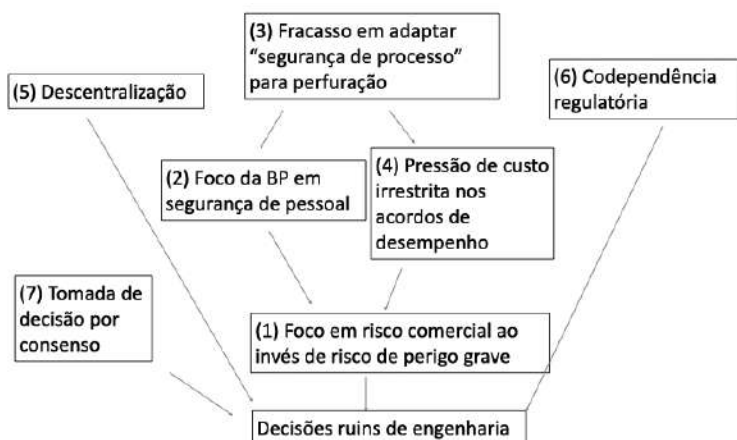 (3) Fracasso em adaptar
“segurança de processo”
para perfuração
(5) Descentralização
(6) Codependência
regulatória
(2) Foco da BP em
segurança de pessoal
(4) Pressão de custo
irrestrita nos
acordos de
desempenho
(7) Tomada de
decisão por
consenso
(1) Foco em risco comercial ao
invés de risco de perigo grave
Decisões ruins de engenharia